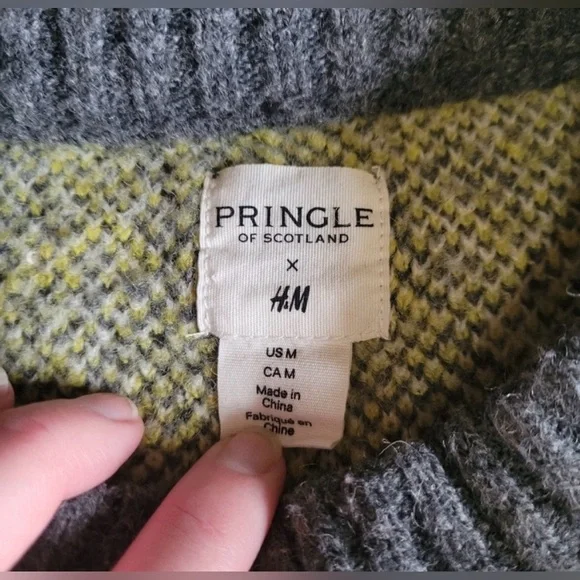 PRINGLE
OF SCOTLAND
×
H&M
US M
CA M
Made in
China
Fabriqué en
Chine